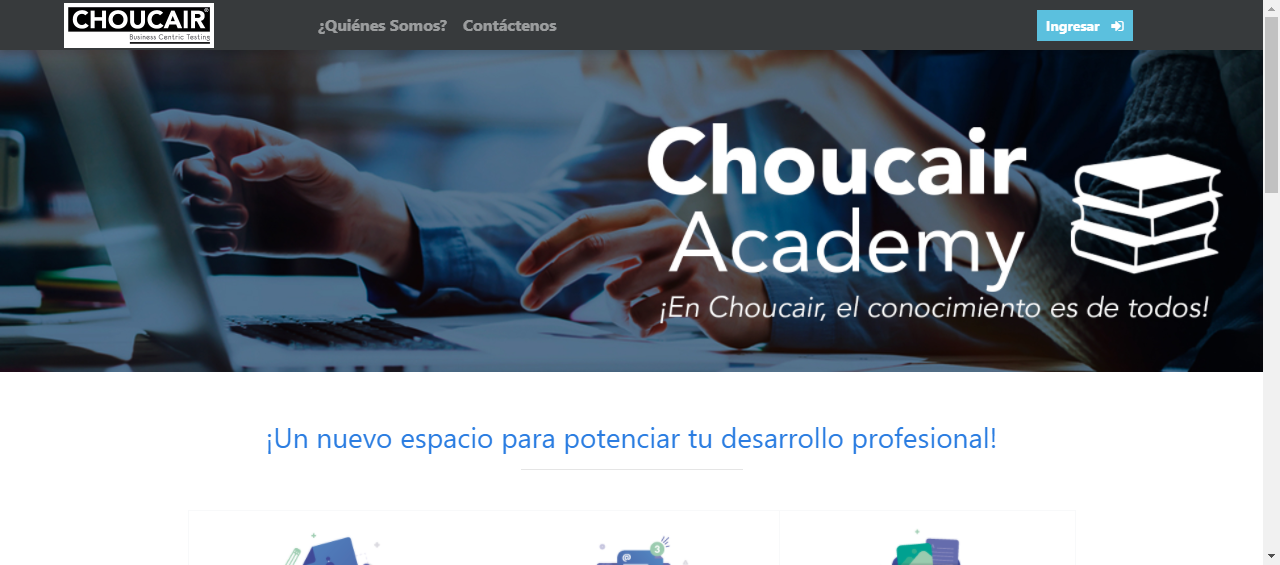 CHOUCAIR®
Business Centric Testing
¿Quiénes Somos?
Contáctenos
Ingresar
Choucair
Academy
¡En Choucair, el conocimiento es de todos!
¡Un nuevo espacio para potenciar tu desarrollo profesional!
@
3